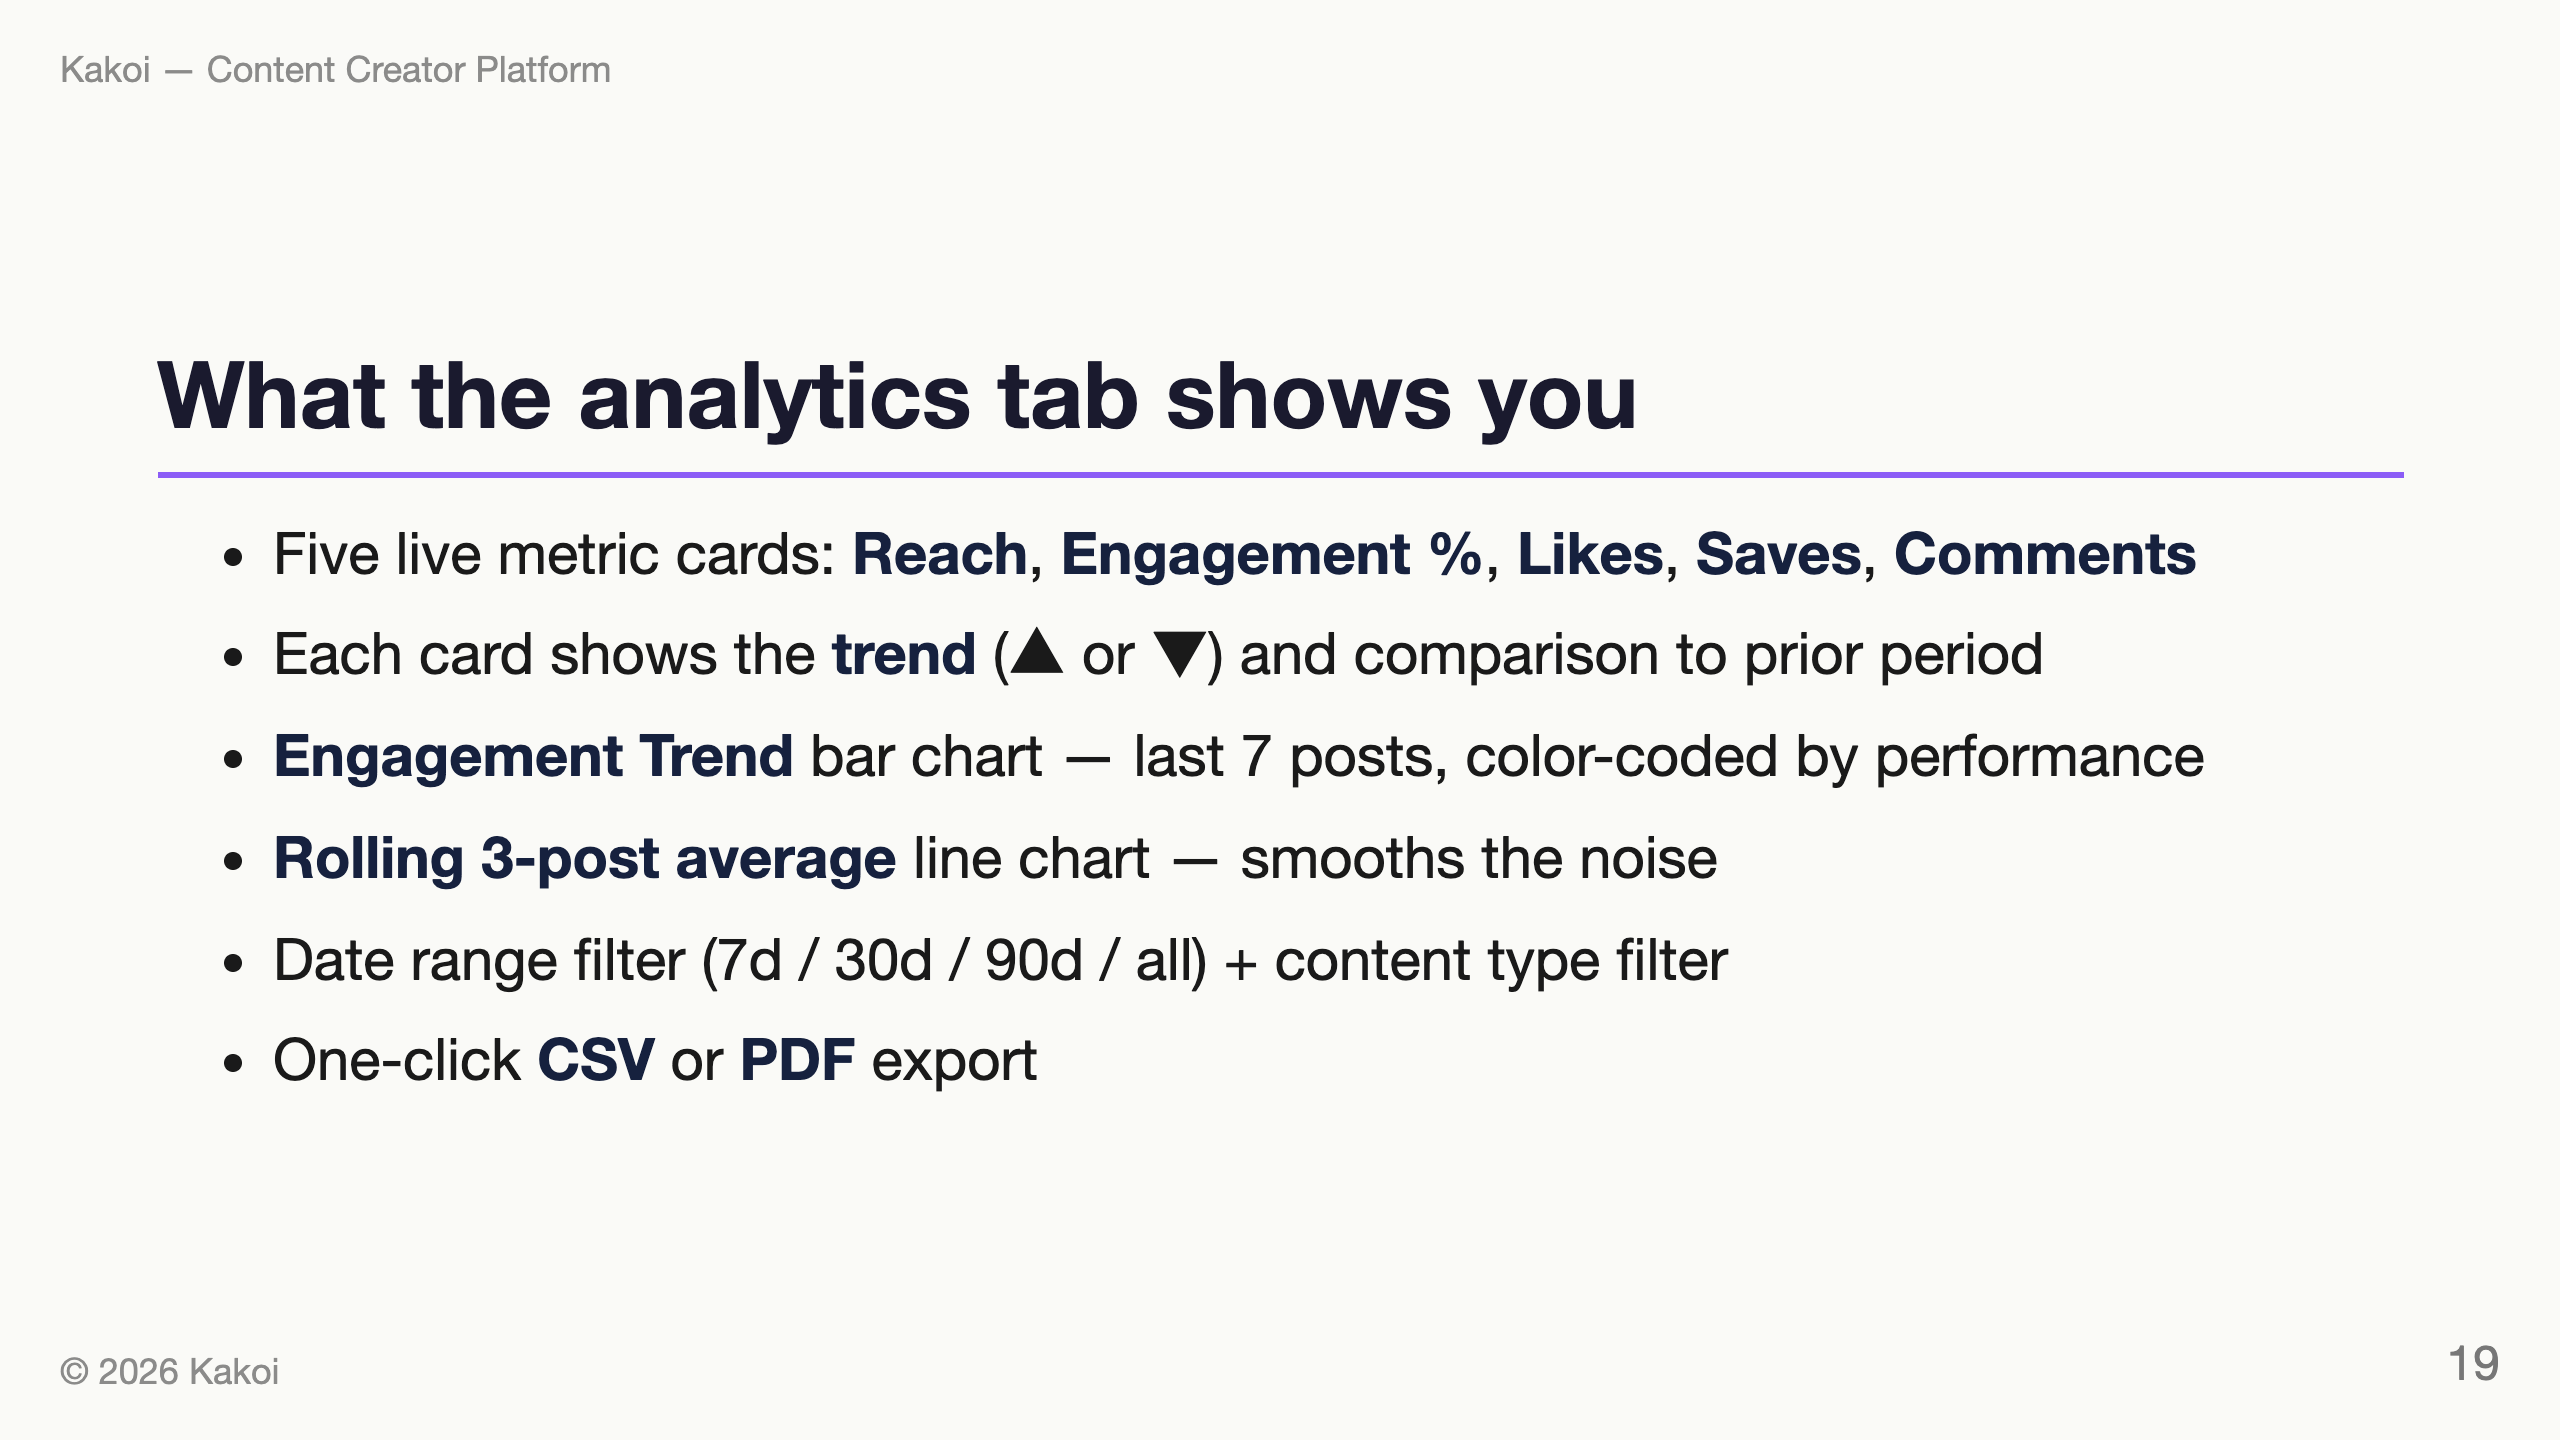 Kakoi — Content Creator Platform
What the analytics tab shows you
• Five live metric cards: Reach, Engagement %, Likes, Saves, Comments
• Each card shows the trend (▲ or ▼) and comparison to prior period
• Engagement Trend bar chart — last 7 posts, color-coded by performance
• Rolling 3-post average line chart — smooths the noise
• Date range filter (7d / 30d / 90d / all) + content type filter
• One-click CSV or PDF export
© 2026 Kakoi
19